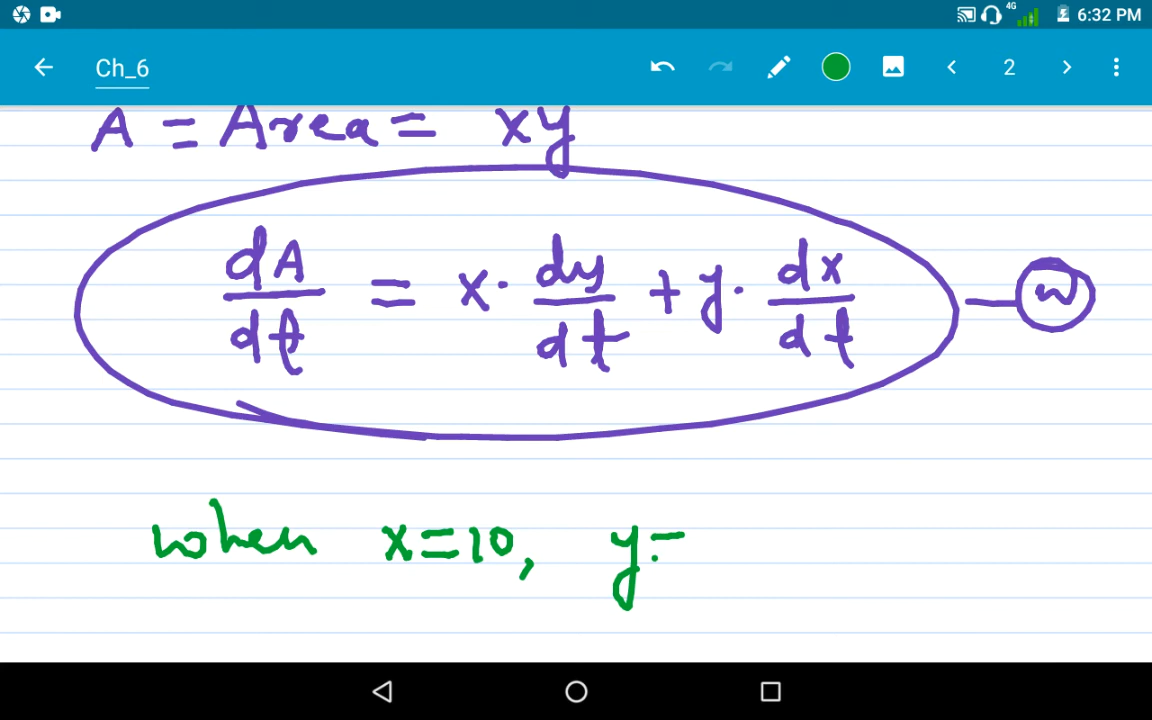 4G 6:32 PM
Ch_6 2
A = Area = xy
dA/dt = x · dy/dt + y · dx/dt — w
when x=10, y=